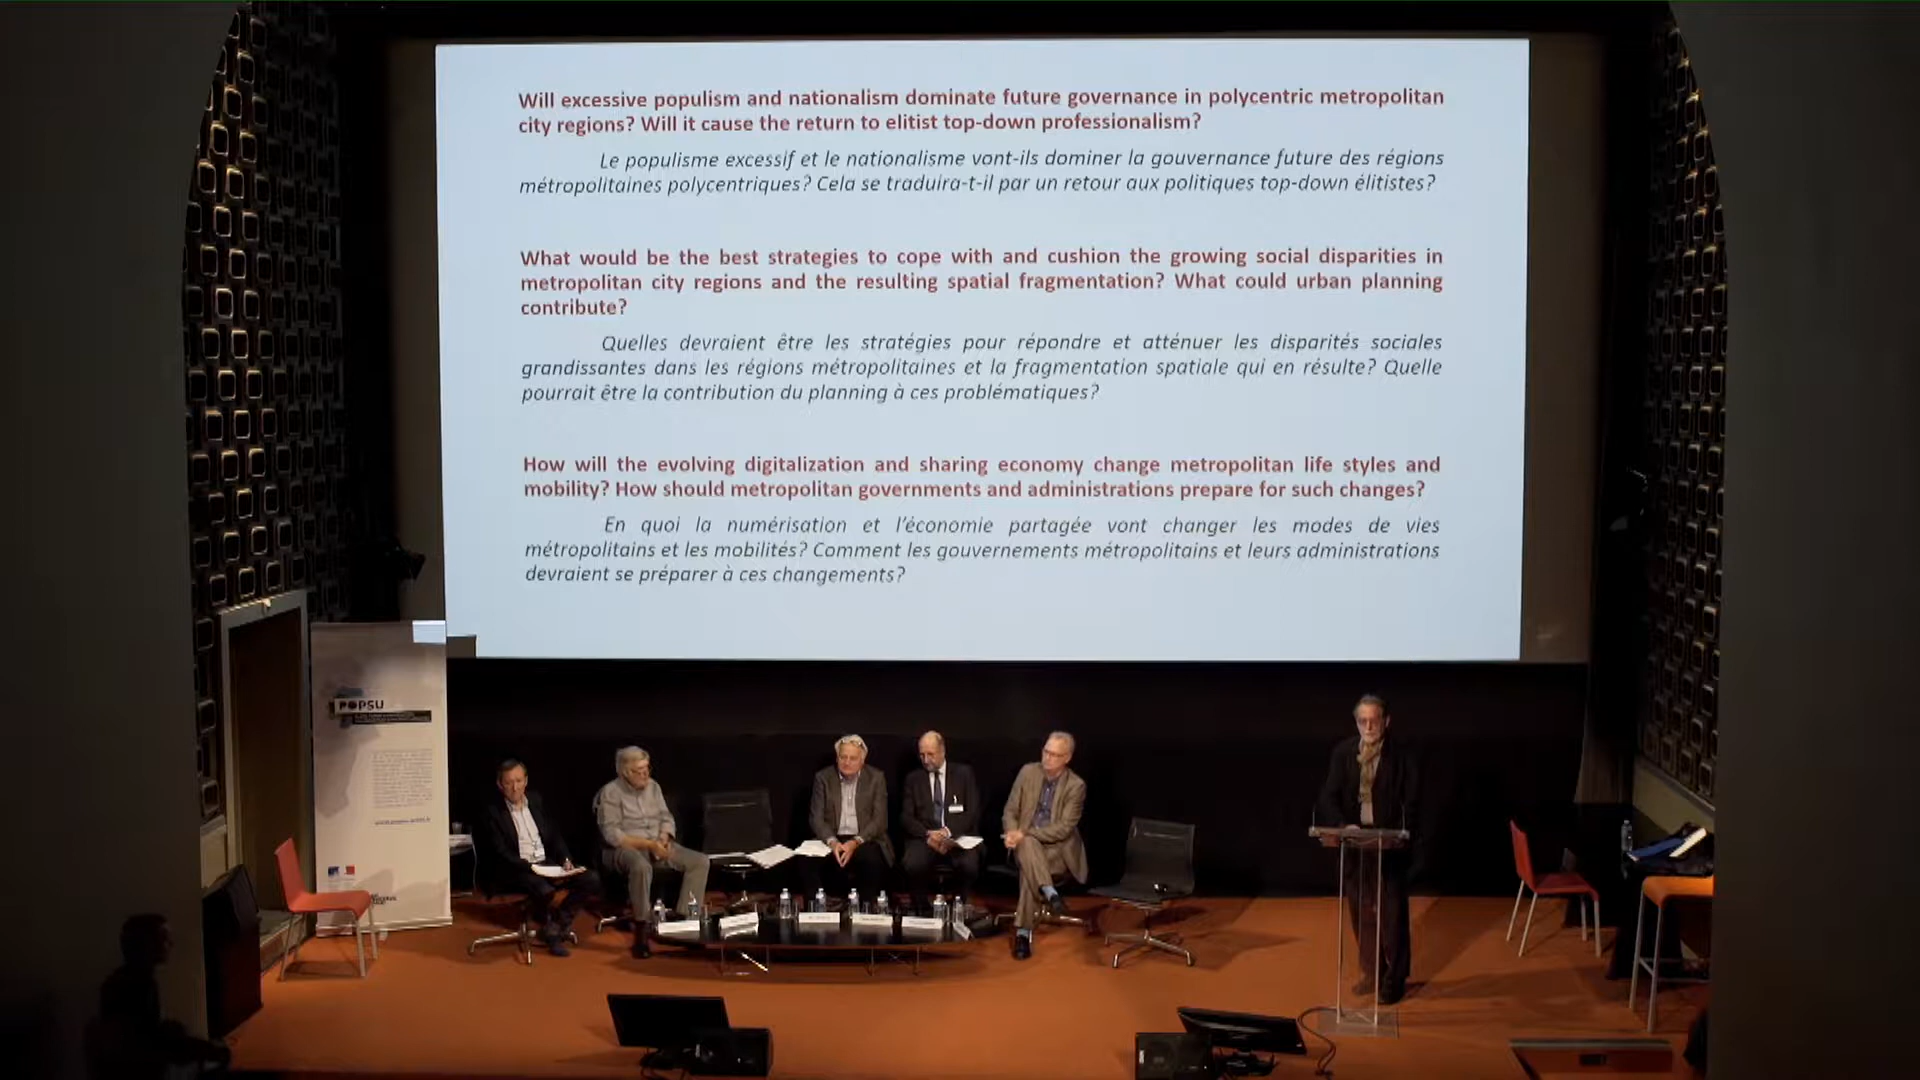 Will excessive populism and nationalism dominate future governance in polycentric metropolitan
city regions? Will it cause the return to elitist top-down professionalism?
Le populisme excessif et le nationalisme vont-ils dominer la gouvernance future des régions
métropolitaines polycentriques? Cela se traduira-t-il par un retour aux politiques top-down élitistes?
What would be the best strategies to cope with and cushion the growing social disparities in
metropolitan city regions and the resulting spatial fragmentation? What could urban planning
contribute?
Quelles devraient être les stratégies pour répondre et atténuer les disparités sociales
grandissantes dans les régions métropolitaines et la fragmentation spatiale qui en résulte? Quelle
pourrait être la contribution du planning à ces problématiques?
How will the evolving digitalization and sharing economy change metropolitan life styles and
mobility? How should metropolitan governments and administrations prepare for such changes?
En quoi la numérisation et l'économie partagée vont changer les modes de vies
métropolitains et les mobilités? Comment les gouvernements métropolitains et leurs administrations
devraient se préparer à ces changements?
POPSU